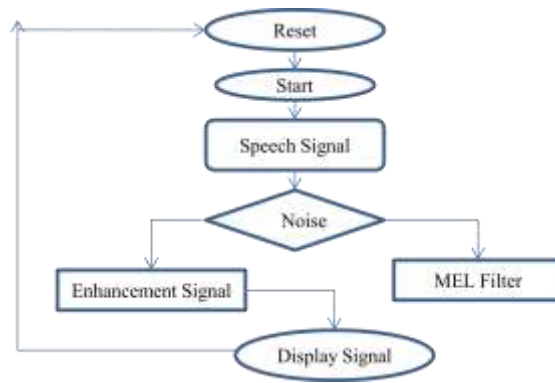 Reset
Start
Speech Signal
Noise
Enhancement Signal
MEL Filter
Display Signal